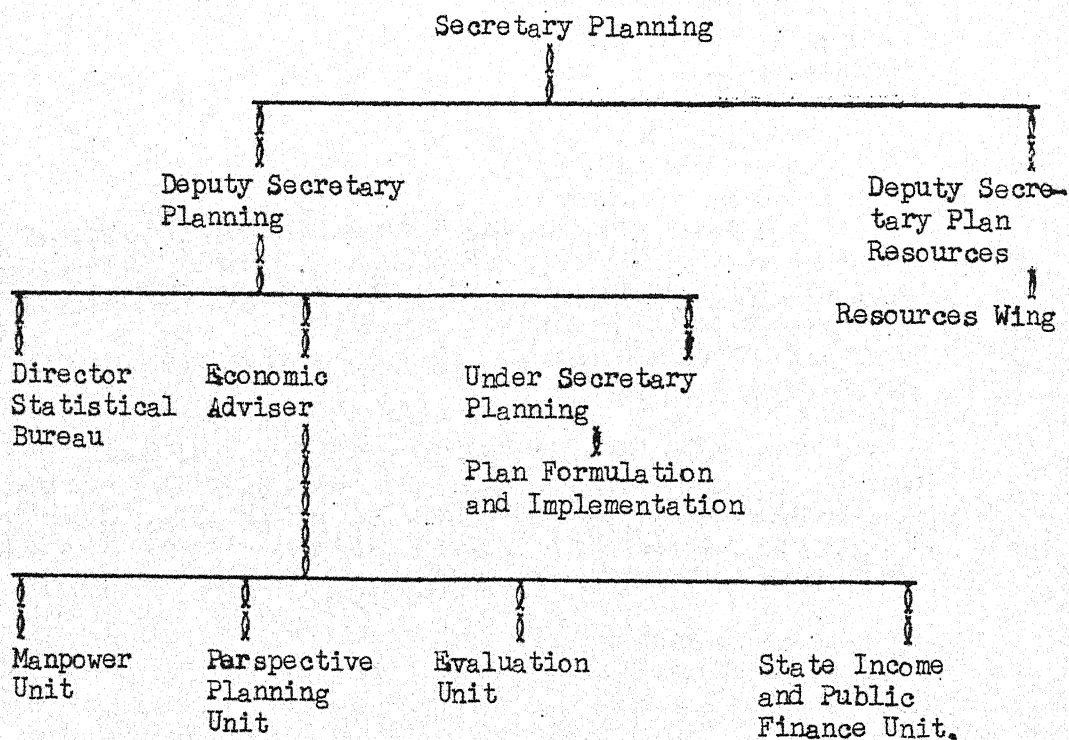 Secretary Planning
Deputy Secretary
Planning
Deputy Secre-
tary Plan
Resources
Resources Wing
Director
Statistical
Bureau
Economic
Adviser
Under Secretary
Planning
Plan Formulation
and Implementation
Manpower
Unit
Perspective
Planning
Unit
Evaluation
Unit
State Income
and Public
Finance Unit.